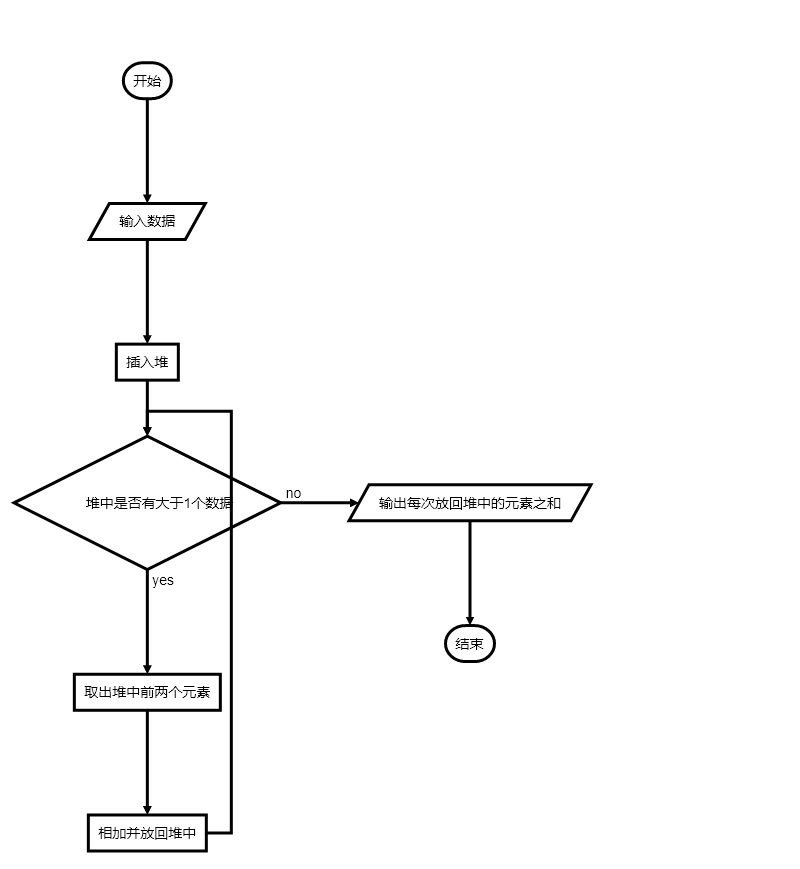 开始
输入数据
插入堆
堆中是否有大于1个数据
no
输出每次放回堆中的元素之和
yes
结束
取出堆中前两个元素
相加并放回堆中